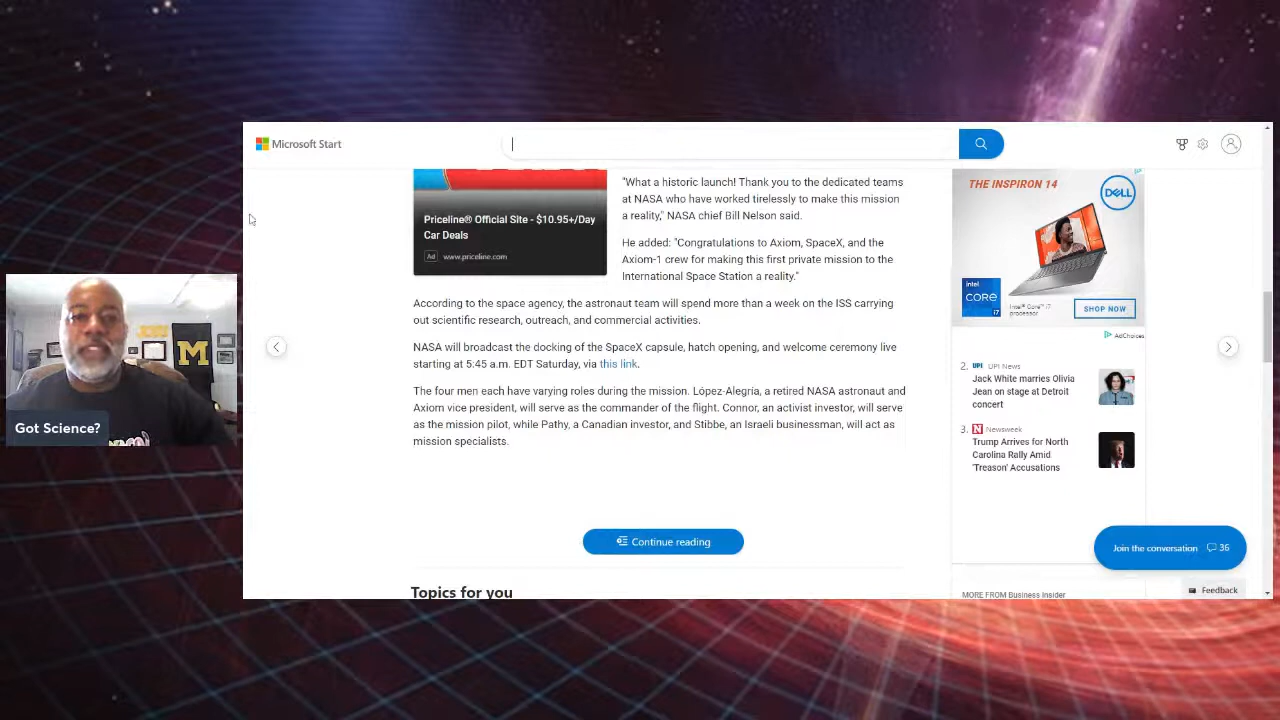 Microsoft Start
Priceline® Official Site - $10.95+/Day
Car Deals
Ad www.priceline.com
"What a historic launch! Thank you to the dedicated teams
at NASA who have worked tirelessly to make this mission
a reality," NASA chief Bill Nelson said.
He added: "Congratulations to Axiom, SpaceX, and the
Axiom-1 crew for making this first private mission to the
International Space Station a reality."
According to the space agency, the astronaut team will spend more than a week on the ISS carrying
out scientific research, outreach, and commercial activities.
NASA will broadcast the docking of the SpaceX capsule, hatch opening, and welcome ceremony live
starting at 5:45 a.m. EDT Saturday, via this link.
The four men each have varying roles during the mission. López-Alegría, a retired NASA astronaut and
Axiom vice president, will serve as the commander of the flight. Connor, an activist investor, will serve
as the mission pilot, while Pathy, a Canadian investor, and Stibbe, an Israeli businessman, will act as
mission specialists.
Continue reading
Topics for you
THE INSPIRON 14
DELL
intel
CORE
i7
Intel® Core™ i7
processor
SHOP NOW
AdChoices
2. UPI UPI News
Jack White marries Olivia
Jean on stage at Detroit
concert
3. N Newsweek
Trump Arrives for North
Carolina Rally Amid
'Treason' Accusations
Join the conversation 36
Feedback
MORE FROM Business Insider
M
Got Science?